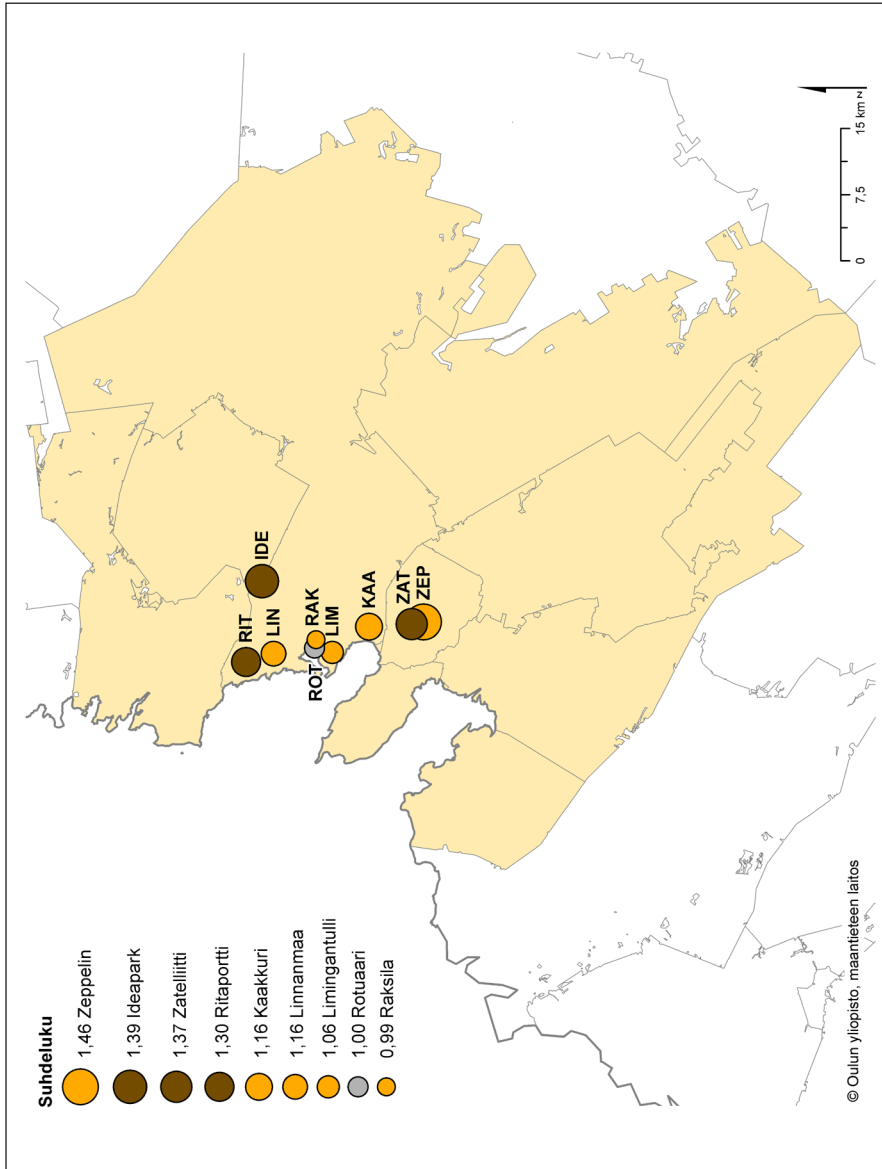 Suhdeluku
1,46 Zeppelin
1,39 Ideapark
1,37 Zatelliitti
1,30 Ritaportti
1,16 Kaakkuri
1,16 Linnanmaa
1,06 Limingantulli
1,00 Rotuaari
0,99 Raksila
RIT
IDE
LIN
ROT
RAK
LIM
KAA
ZAT
ZEP
0 7,5 15 km
N
© Oulun yliopisto, maantieteen laitos